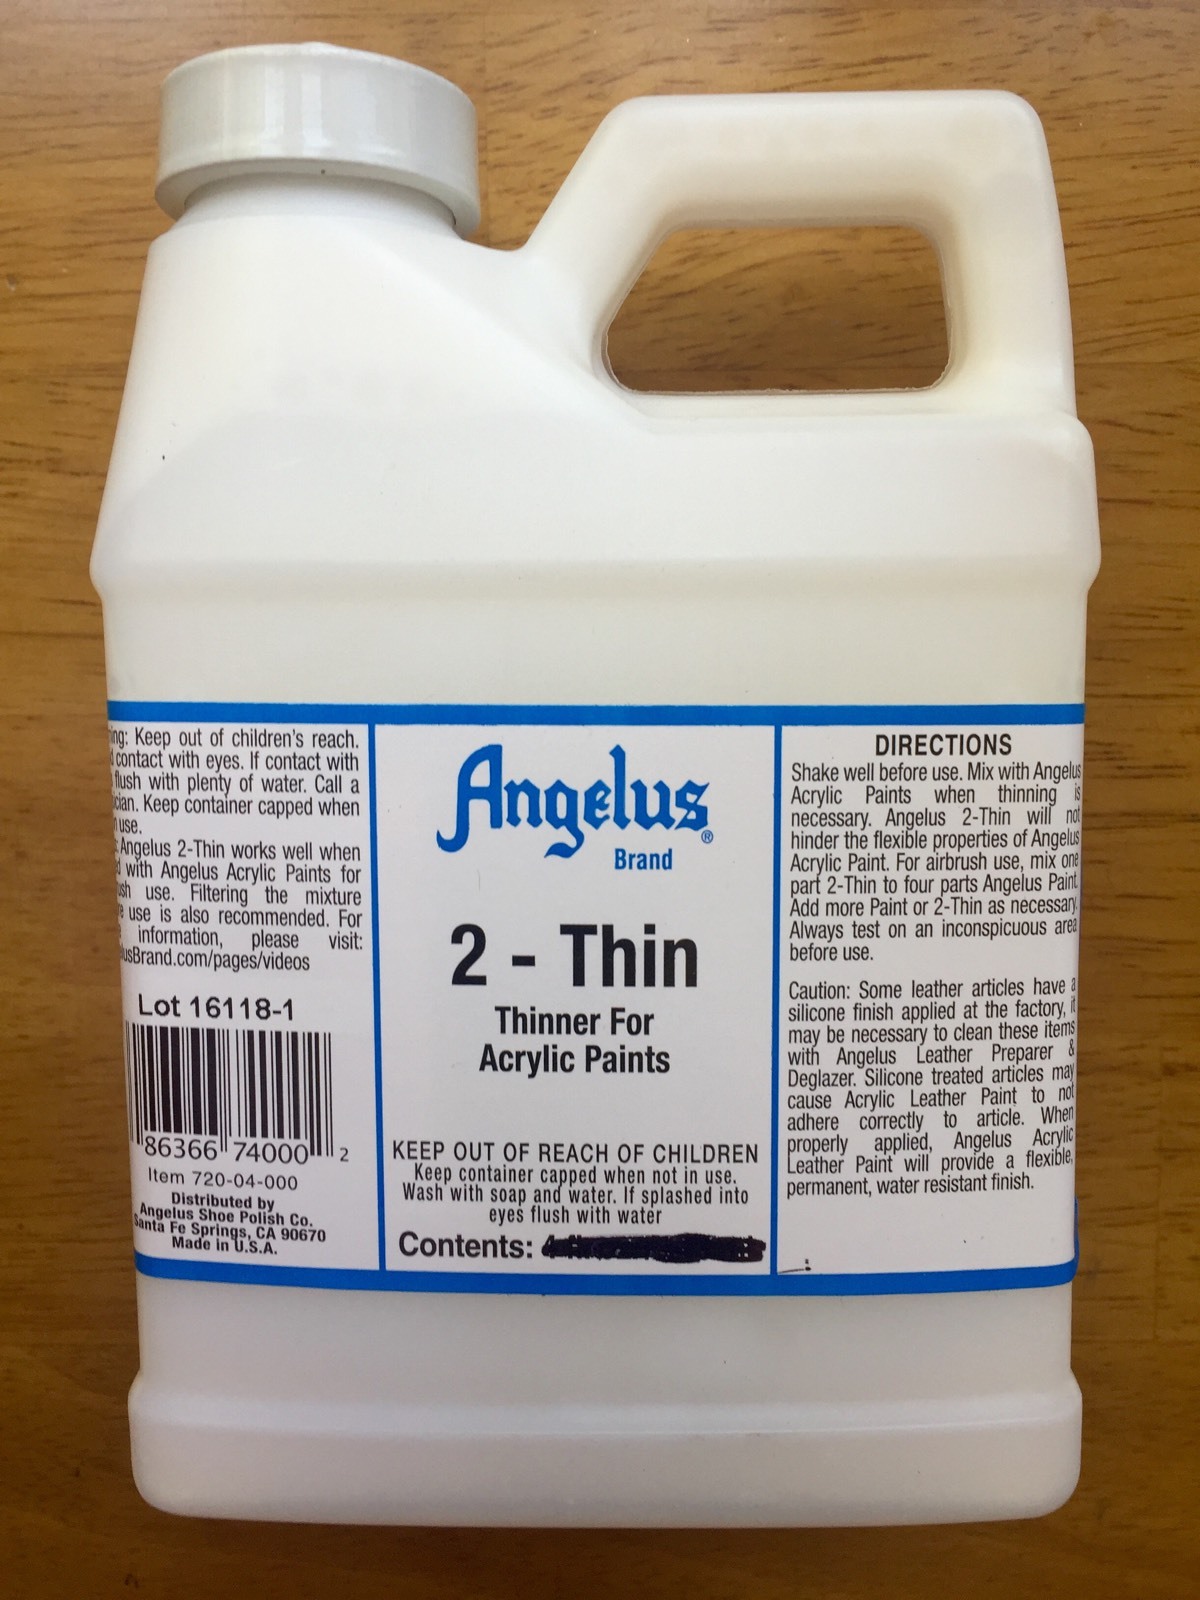 Keep out of children's reach.
contact with eyes. If contact with
flush with plenty of water. Call a
Keep container capped when
use.
Angelus 2-Thin works well when
with Angelus Acrylic Paints for
use. Filtering the mixture
use is also recommended. For
information, please visit:
usBrand.com/pages/videos
Lot 16118-1
86366 74000 2
Item 720-04-000
Distributed by
Angelus Shoe Polish Co.
Santa Fe Springs, CA 90670
Made in U.S.A.
Angelus®
Brand
2 - Thin
Thinner For
Acrylic Paints
KEEP OUT OF REACH OF CHILDREN
Keep container capped when not in use.
Wash with soap and water. If splashed into
eyes flush with water
Contents:
DIRECTIONS
Shake well before use. Mix with Angelus
Acrylic Paints when thinning is
necessary. Angelus 2-Thin will not
hinder the flexible properties of Angelus
Acrylic Paint. For airbrush use, mix one
part 2-Thin to four parts Angelus Paint.
Add more Paint or 2-Thin as necessary.
Always test on an inconspicuous area
before use.
Caution: Some leather articles have a
silicone finish applied at the factory, it
may be necessary to clean these items
with Angelus Leather Preparer &
Deglazer. Silicone treated articles may
cause Acrylic Leather Paint to not
adhere correctly to article. When
properly applied, Angelus Acrylic
Leather Paint will provide a flexible,
permanent, water resistant finish.